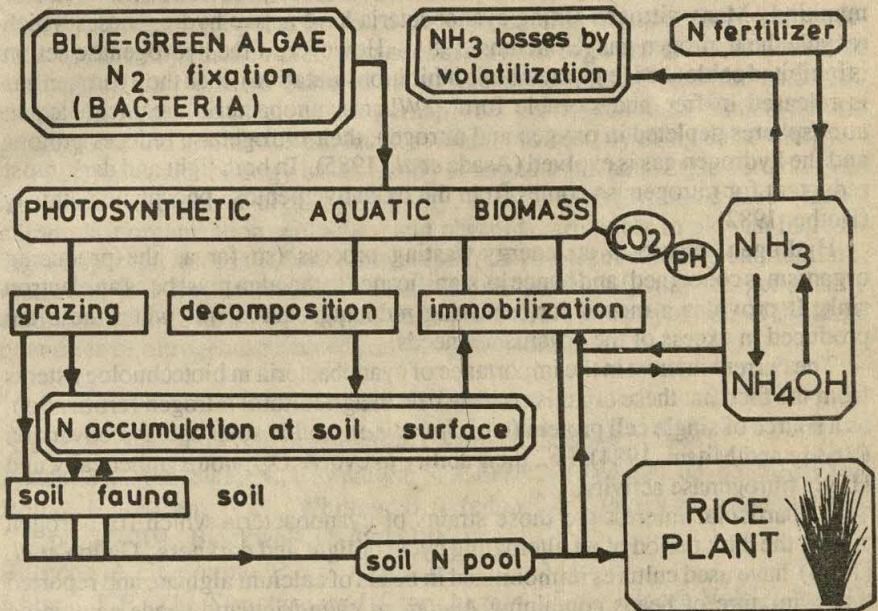 BLUE-GREEN ALGAE
N2 fixation
(BACTERIA)
NH3 losses by
volatilization
N fertilizer
PHOTOSYNTHETIC AQUATIC BIOMASS
CO2
PH
NH3
NH4OH
grazing
decomposition
immobilization
N accumulation at soil surface
soil fauna soil
soil N pool
RICE
PLANT